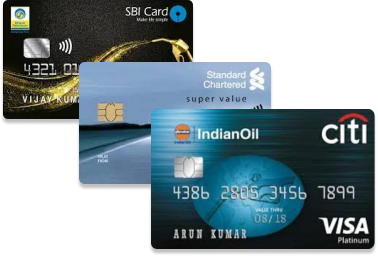 SBI Card
Make life simple
4321 01
VIJAY KUMA
Standard
Chartered
super value
IndianOil
citi
4386 2805 3456 7899
VALID THRU
08/18
ARUN KUMAR
VISA
Platinum